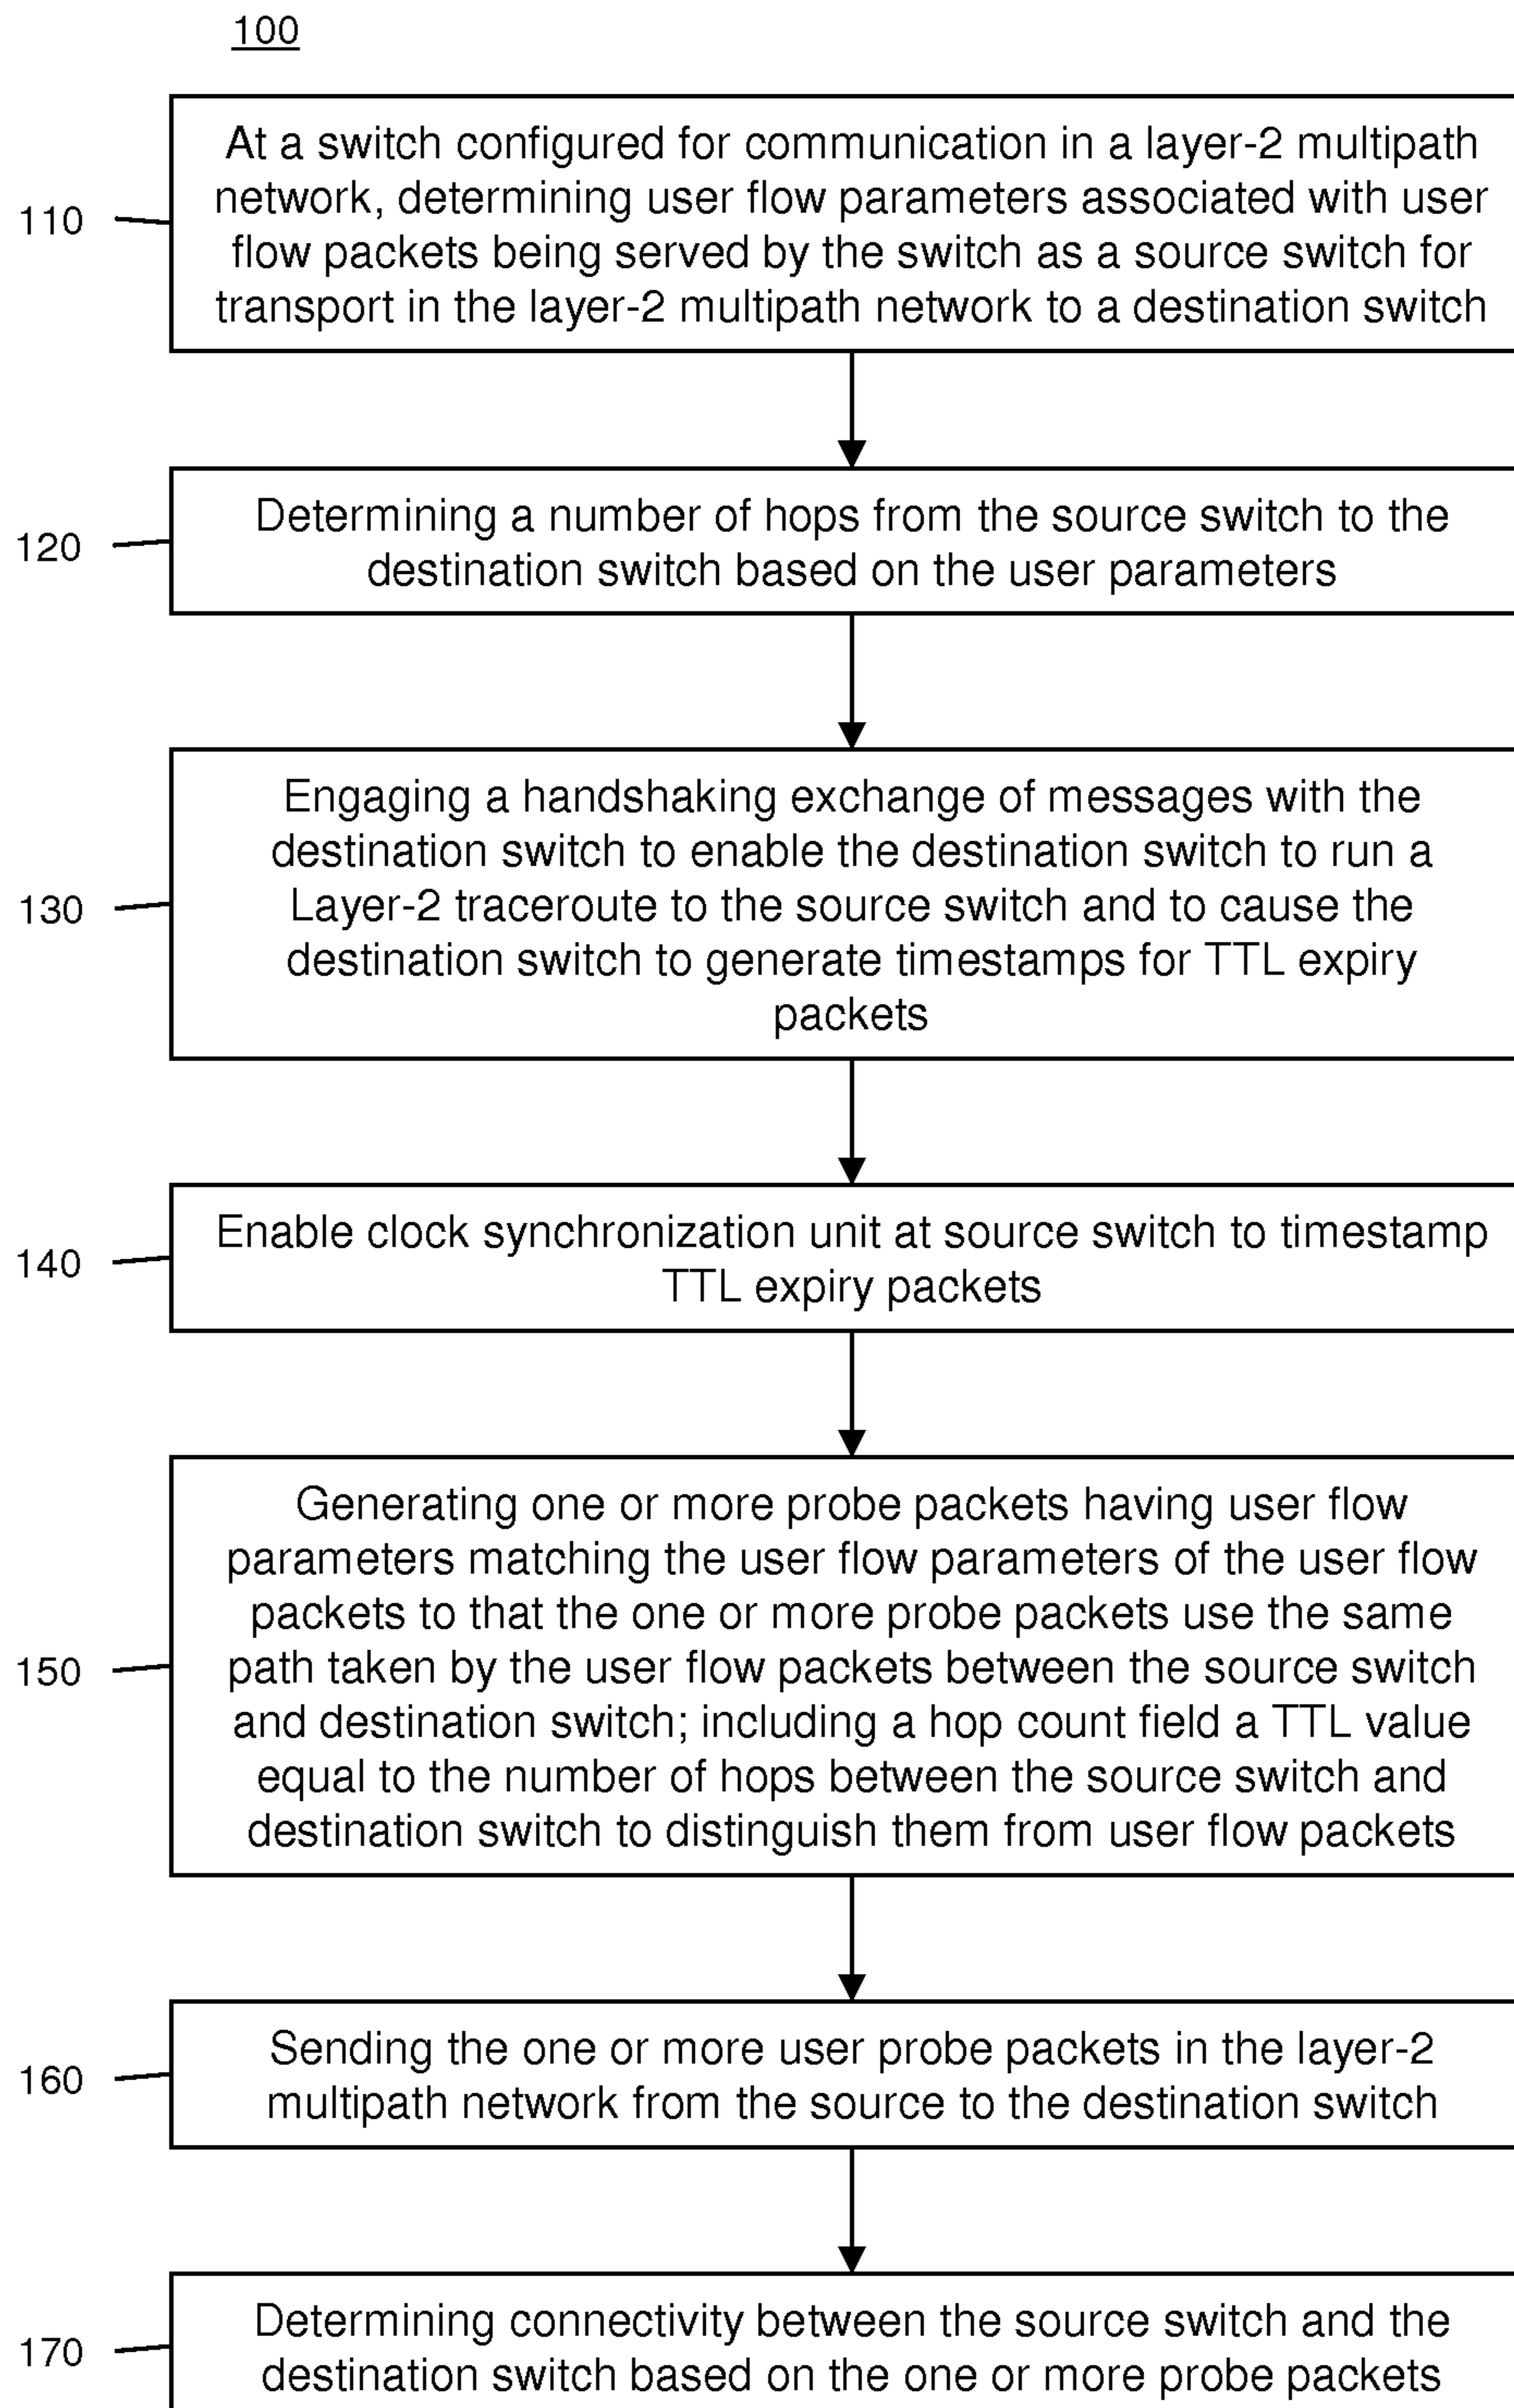 100
110
At a switch configured for communication in a layer-2 multipath
network, determining user flow parameters associated with user
flow packets being served by the switch as a source switch for
transport in the layer-2 multipath network to a destination switch
120
Determining a number of hops from the source switch to the
destination switch based on the user parameters
130
Engaging a handshaking exchange of messages with the
destination switch to enable the destination switch to run a
Layer-2 traceroute to the source switch and to cause the
destination switch to generate timestamps for TTL expiry
packets
140
Enable clock synchronization unit at source switch to timestamp
TTL expiry packets
150
Generating one or more probe packets having user flow
parameters matching the user flow parameters of the user flow
packets to that the one or more probe packets use the same
path taken by the user flow packets between the source switch
and destination switch; including a hop count field a TTL value
equal to the number of hops between the source switch and
destination switch to distinguish them from user flow packets
160
Sending the one or more user probe packets in the layer-2
multipath network from the source to the destination switch
170
Determining connectivity between the source switch and the
destination switch based on the one or more probe packets